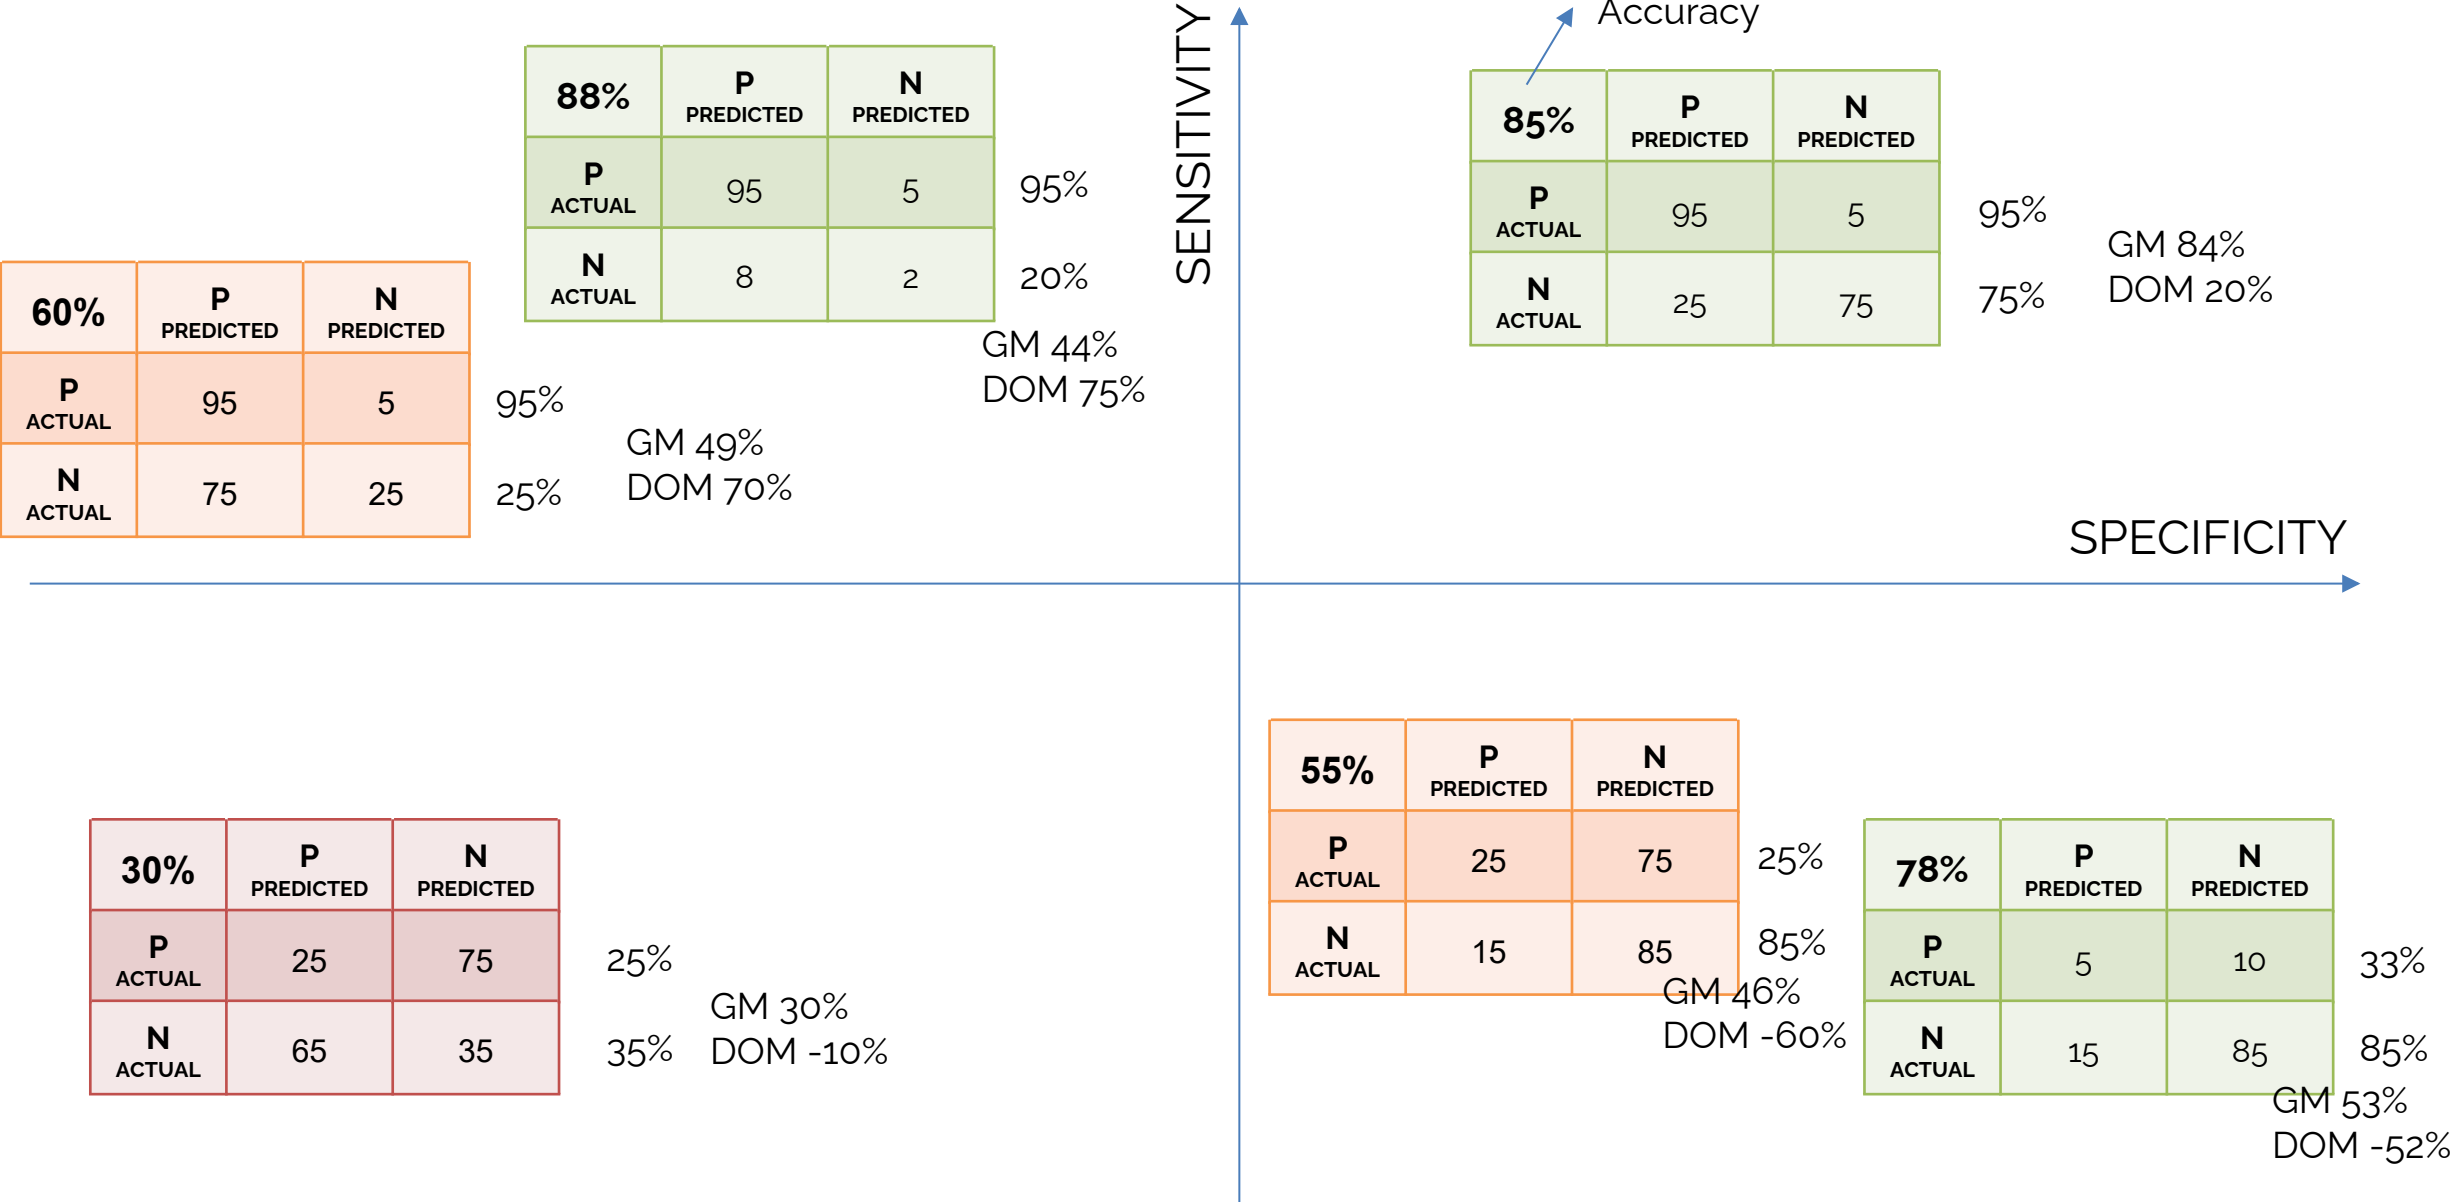 SENSITIVITY
Accuracy
88% P PREDICTED N PREDICTED
P ACTUAL 95 5 95%
N ACTUAL 8 2 20%
GM 44%
DOM 75%
85% P PREDICTED N PREDICTED
P ACTUAL 95 5 95%
N ACTUAL 25 75 75%
GM 84%
DOM 20%
60% P PREDICTED N PREDICTED
P ACTUAL 95 5 95%
N ACTUAL 75 25 25%
GM 49%
DOM 70%
SPECIFICITY
30% P PREDICTED N PREDICTED
P ACTUAL 25 75 25%
N ACTUAL 65 35 35%
GM 30%
DOM -10%
55% P PREDICTED N PREDICTED
P ACTUAL 25 75 25%
N ACTUAL 15 85 85%
GM 46%
DOM -60%
78% P PREDICTED N PREDICTED
P ACTUAL 5 10 33%
N ACTUAL 15 85 85%
GM 53%
DOM -52%